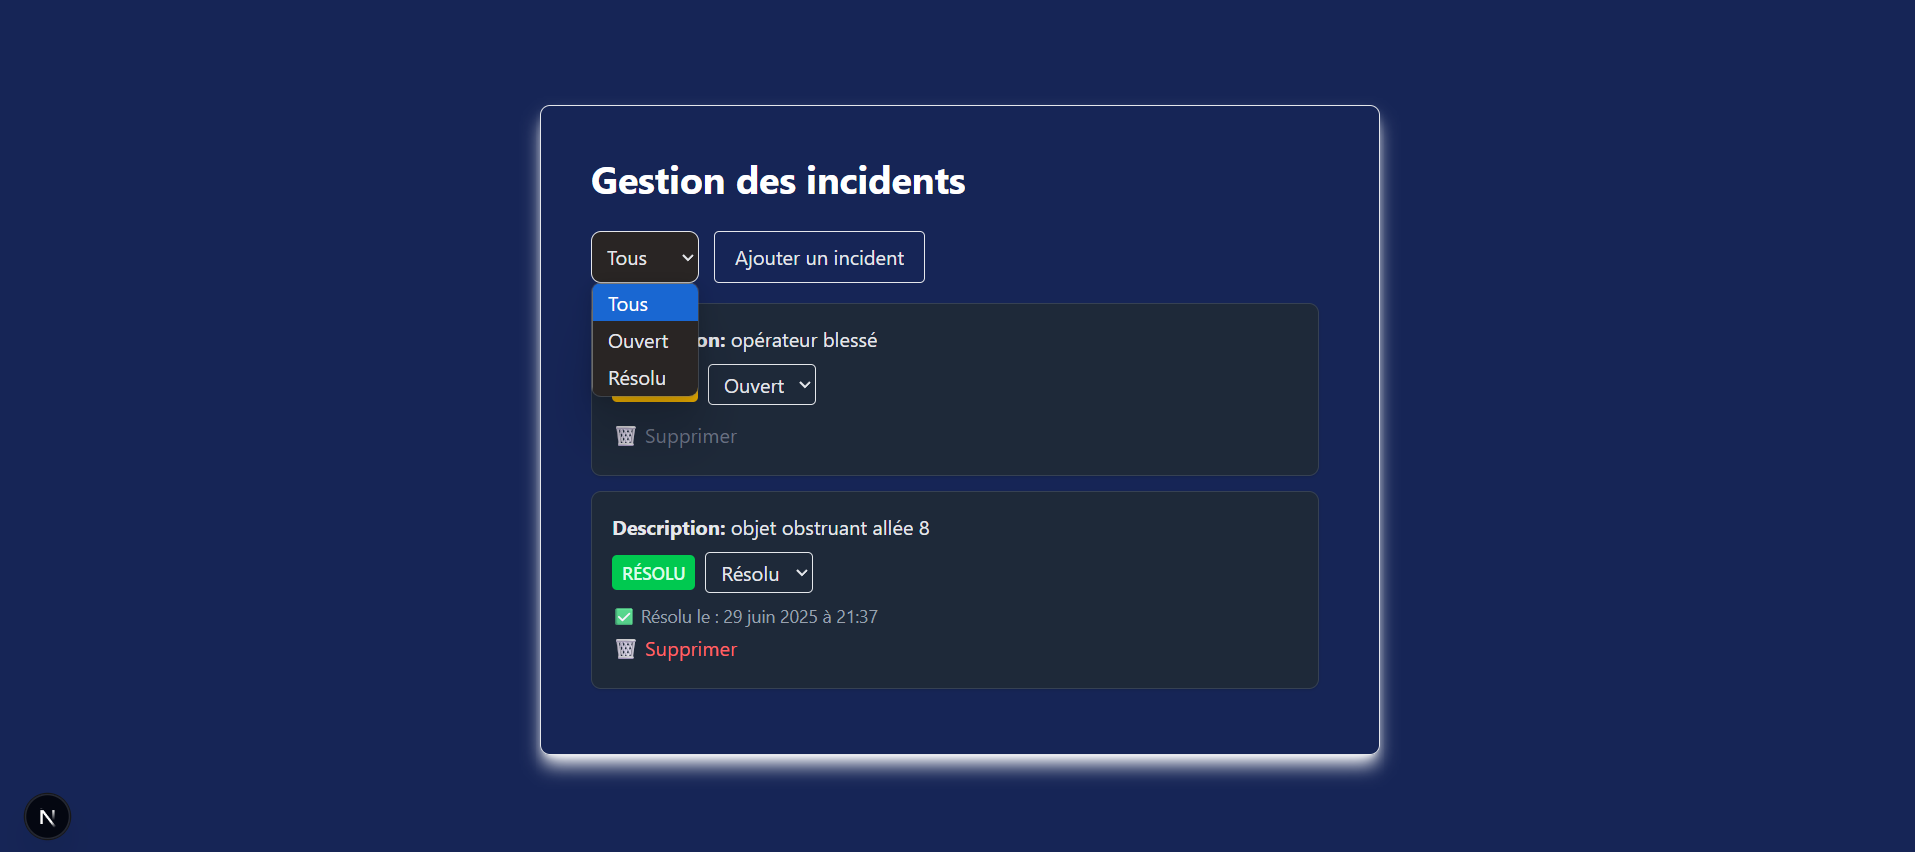 Gestion des incidents
Tous
Ajouter un incident
Tous
Ouvert
Résolu
on: opérateur blessé
Ouvert
Supprimer
Description: objet obstruant allée 8
RÉSOLU
Résolu
Résolu le : 29 juin 2025 à 21:37
Supprimer
N